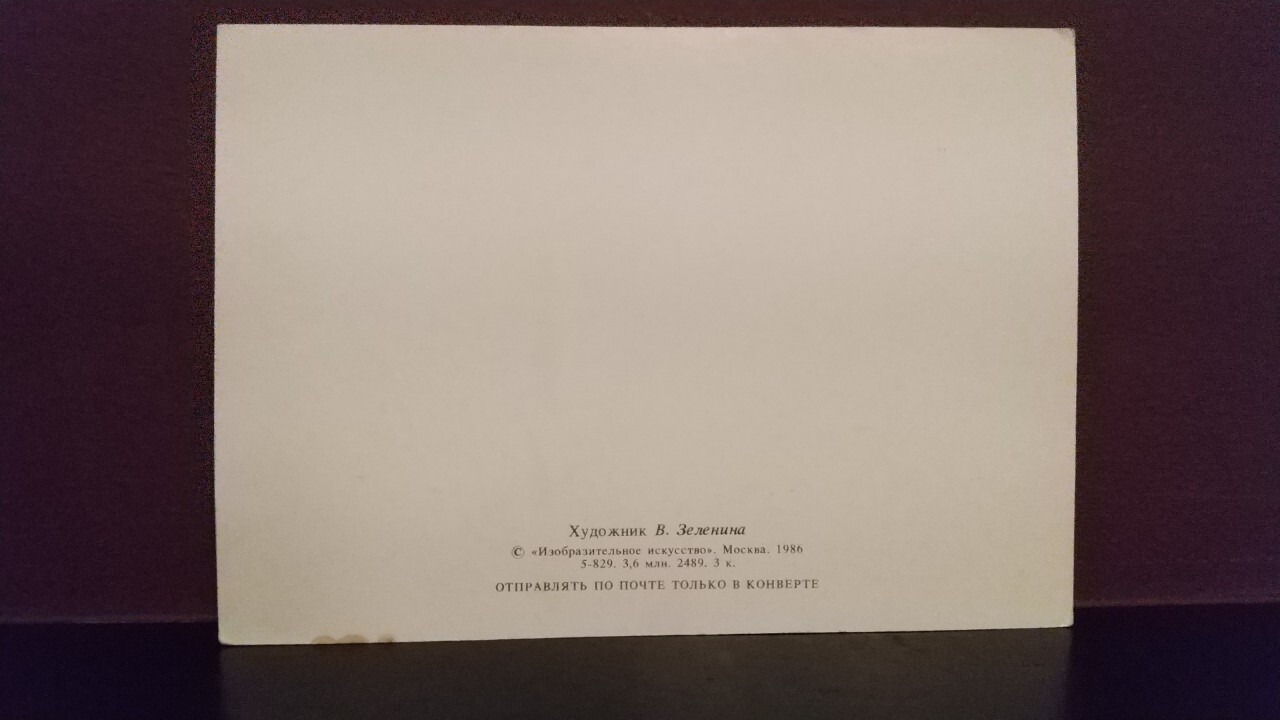 Художник В. Зеленина
© «Изобразительное искусство». Москва. 1986
5-829. 3,6 млн. 2489. 3 к.
ОТПРАВЛЯТЬ ПО ПОЧТЕ ТОЛЬКО В КОНВЕРТЕ